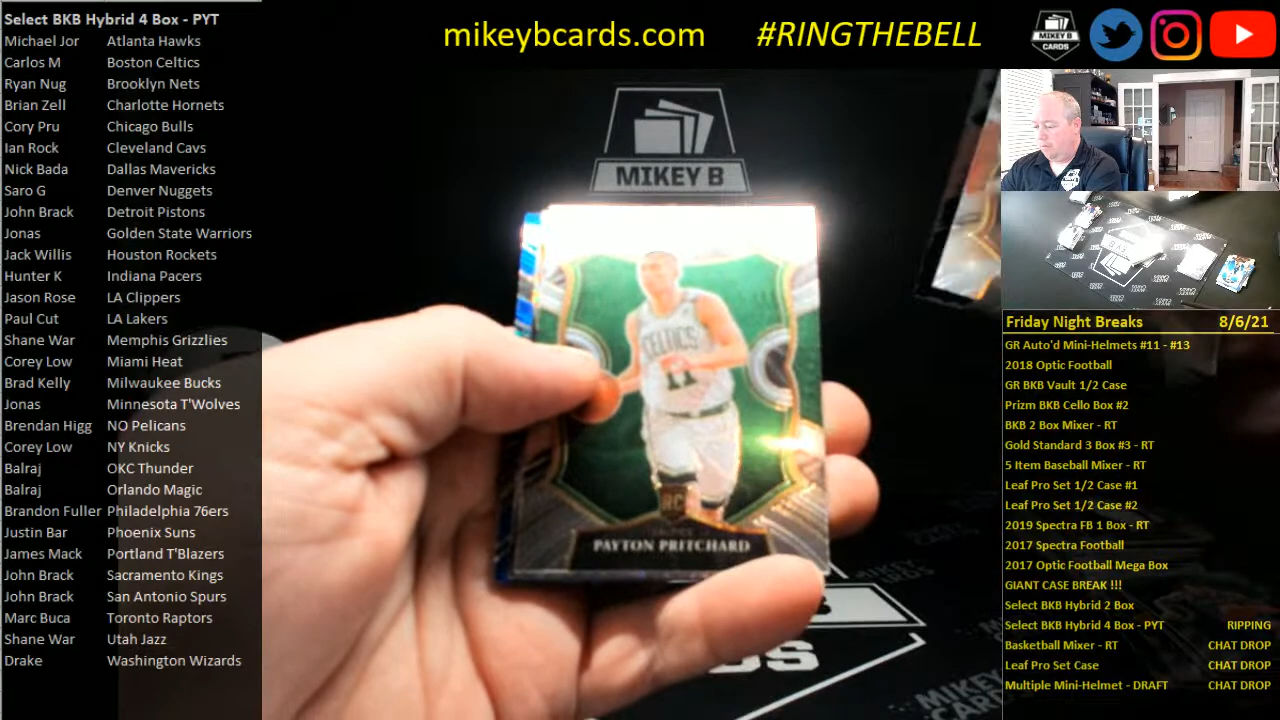 Select BKB Hybrid 4 Box - PYT
Michael Jor Atlanta Hawks
Carlos M Boston Celtics
Ryan Nug Brooklyn Nets
Brian Zell Charlotte Hornets
Cory Pru Chicago Bulls
Ian Rock Cleveland Cavs
Nick Bada Dallas Mavericks
Saro G Denver Nuggets
John Brack Detroit Pistons
Jonas Golden State Warriors
Jack Willis Houston Rockets
Hunter K Indiana Pacers
Jason Rose LA Clippers
Paul Cut LA Lakers
Shane War Memphis Grizzlies
Corey Low Miami Heat
Brad Kelly Milwaukee Bucks
Jonas Minnesota T'Wolves
Brendan Higg NO Pelicans
Corey Low NY Knicks
Balraj OKC Thunder
Balraj Orlando Magic
Brandon Fuller Philadelphia 76ers
Justin Bar Phoenix Suns
James Mack Portland T'Blazers
John Brack Sacramento Kings
John Brack San Antonio Spurs
Marc Buca Toronto Raptors
Shane War Utah Jazz
Drake Washington Wizards
mikeybcards.com #RINGTHEBELL
MIKEY B
CARDS
MIKEY B
CELTICS
11
RC
PAYTON PRITCHARD
Friday Night Breaks 8/6/21
GR Auto'd Mini-Helmets #11 - #13
2018 Optic Football
GR BKB Vault 1/2 Case
Prizm BKB Cello Box #2
BKB 2 Box Mixer - RT
Gold Standard 3 Box #3 - RT
5 Item Baseball Mixer - RT
Leaf Pro Set 1/2 Case #1
Leaf Pro Set 1/2 Case #2
2019 Spectra FB 1 Box - RT
2017 Spectra Football
2017 Optic Football Mega Box
GIANT CASE BREAK !!!
Select BKB Hybrid 2 Box
Select BKB Hybrid 4 Box - PYT RIPPING
Basketball Mixer - RT CHAT DROP
Leaf Pro Set Case CHAT DROP
Multiple Mini-Helmet - DRAFT CHAT DROP